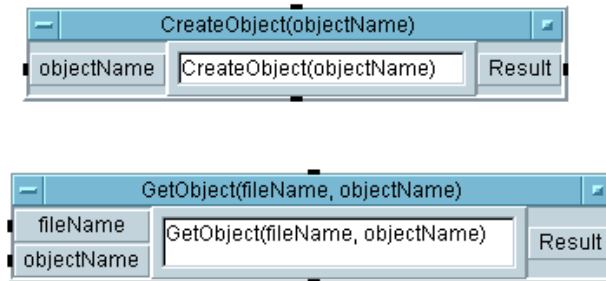 CreateObject(objectName)
objectName
CreateObject(objectName)
Result
GetObject(fileName, objectName)
fileName
objectName
GetObject(fileName, objectName)
Result